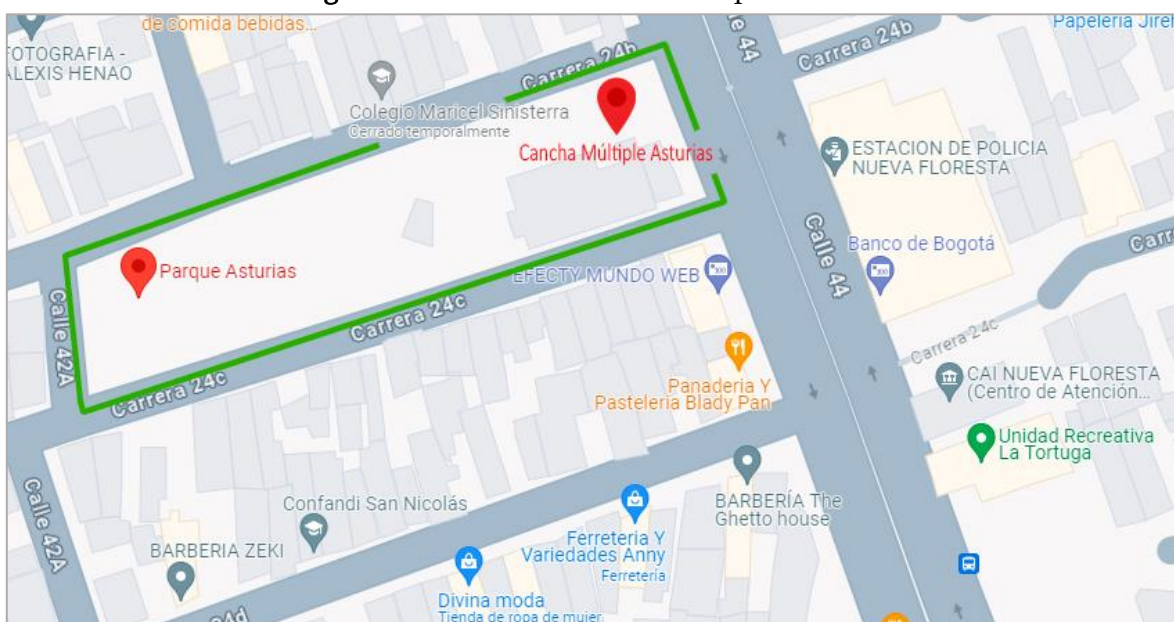 de comida bebidas...
FOTOGRAFIA -
ALEXIS HENAO
Colegio Maricel Sinisterra
Cerrado temporalmente
Carrera 24b
Calle 44
Carrera 24b
Papelería
Cancha Múltiple Asturias
ESTACION DE POLICIA
NUEVA FLORESTA
Parque Asturias
EFECTY MUNDO WEB
Calle 44
Banco de Bogotá
Calle 42A
Carrera 24c
Carrera 24c
Carrera 24c
Panaderia Y
Pasteleria Blady Pan
CAI NUEVA FLORESTA
(Centro de Atención...
Unidad Recreativa
La Tortuga
Calle 42A
Confandi San Nicolás
BARBERÍA The
Ghetto house
BARBERIA ZEKI
Ferreteria Y
Variedades Anny
Ferretería
Divina moda
Tienda de ropa de mujer